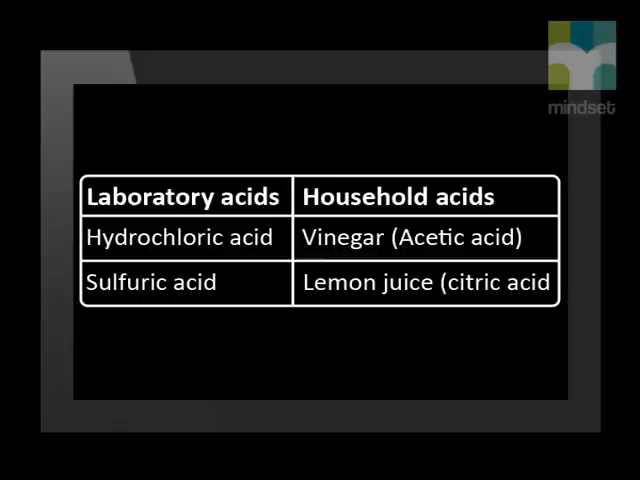 mindset
Laboratory acids Household acids
Hydrochloric acid Vinegar (Acetic acid)
Sulfuric acid Lemon juice (citric acid